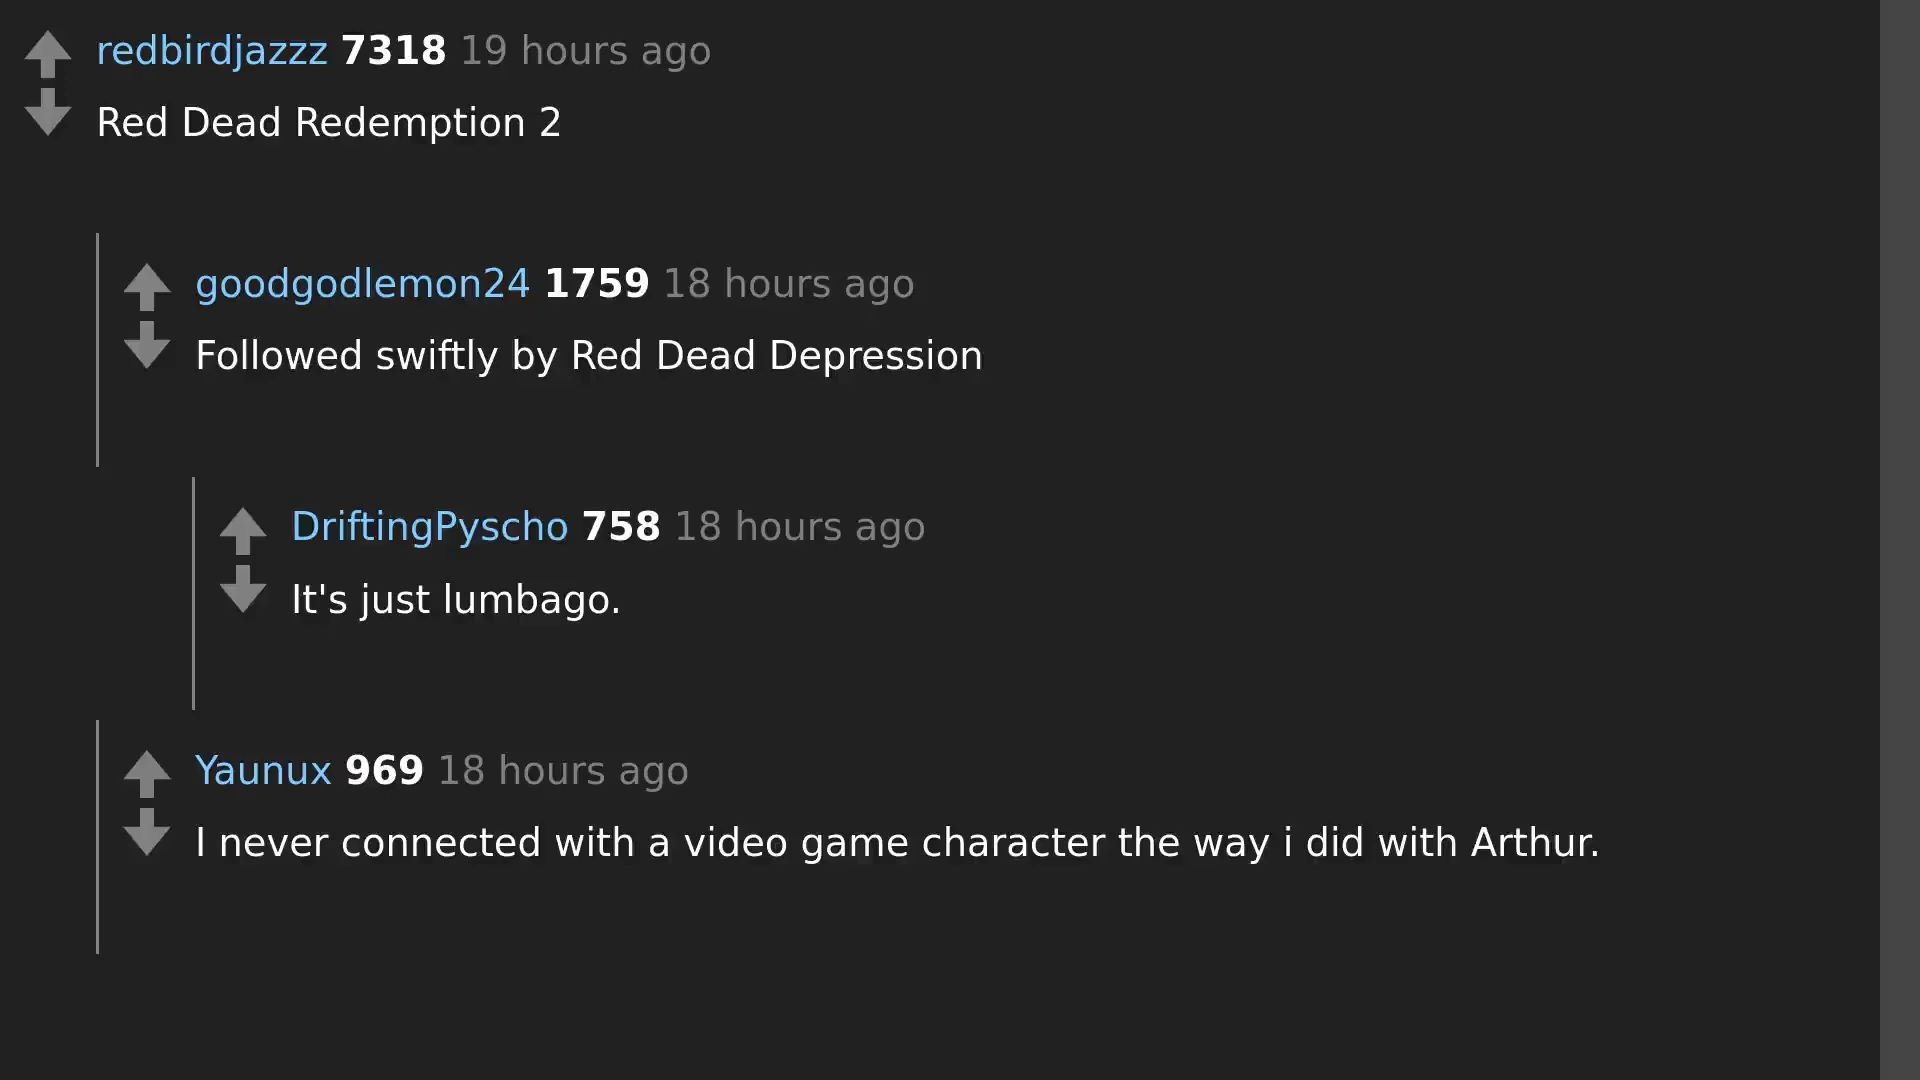 redbirdjazzz 7318 19 hours ago
Red Dead Redemption 2
goodgodlemon24 1759 18 hours ago
Followed swiftly by Red Dead Depression
DriftingPyscho 758 18 hours ago
It's just lumbago.
Yaunux 969 18 hours ago
I never connected with a video game character the way i did with Arthur.